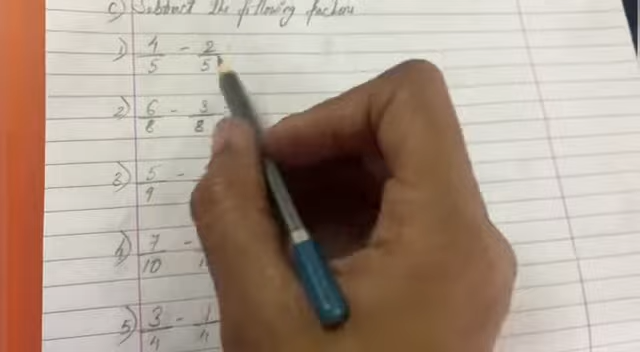 c) Subtract the following fractions
1) 4/5 - 2/5
2) 6/8 - 3/8
3) 5/9 -
4) 7/10 -
5) 3/4 - 1/4